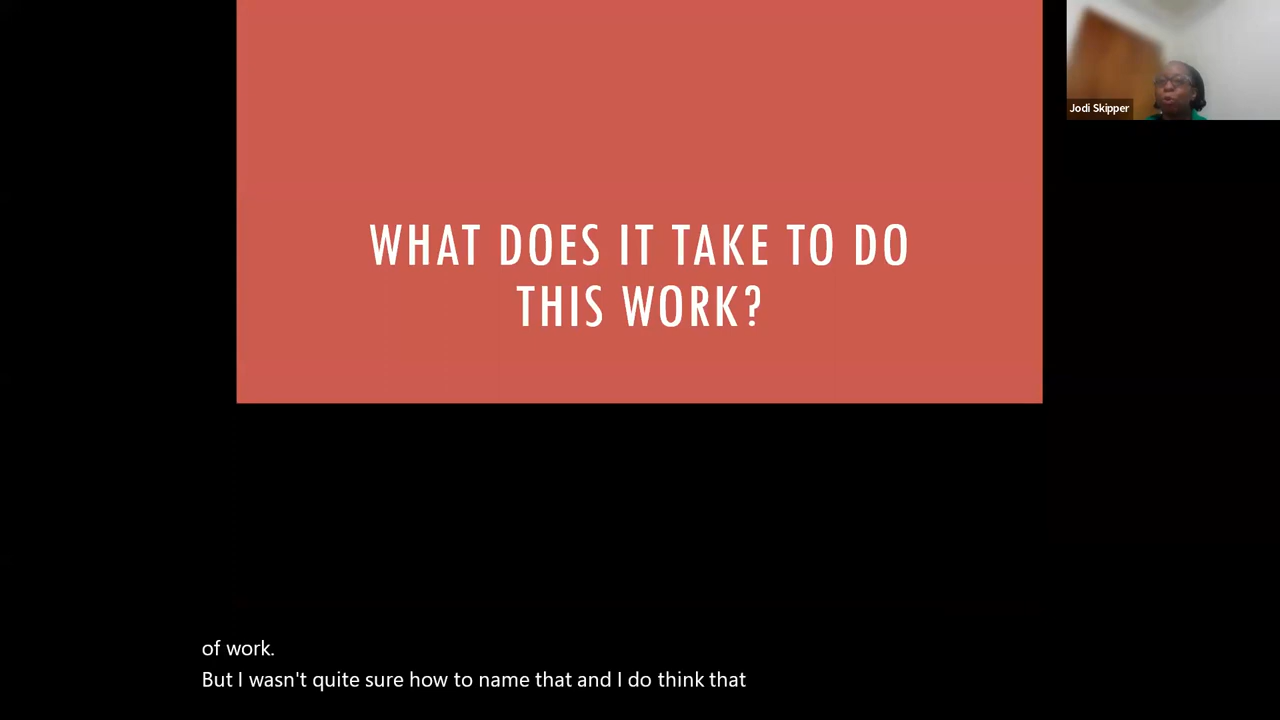 Jodi Skipper
WHAT DOES IT TAKE TO DO
THIS WORK?
of work.
But I wasn't quite sure how to name that and I do think that